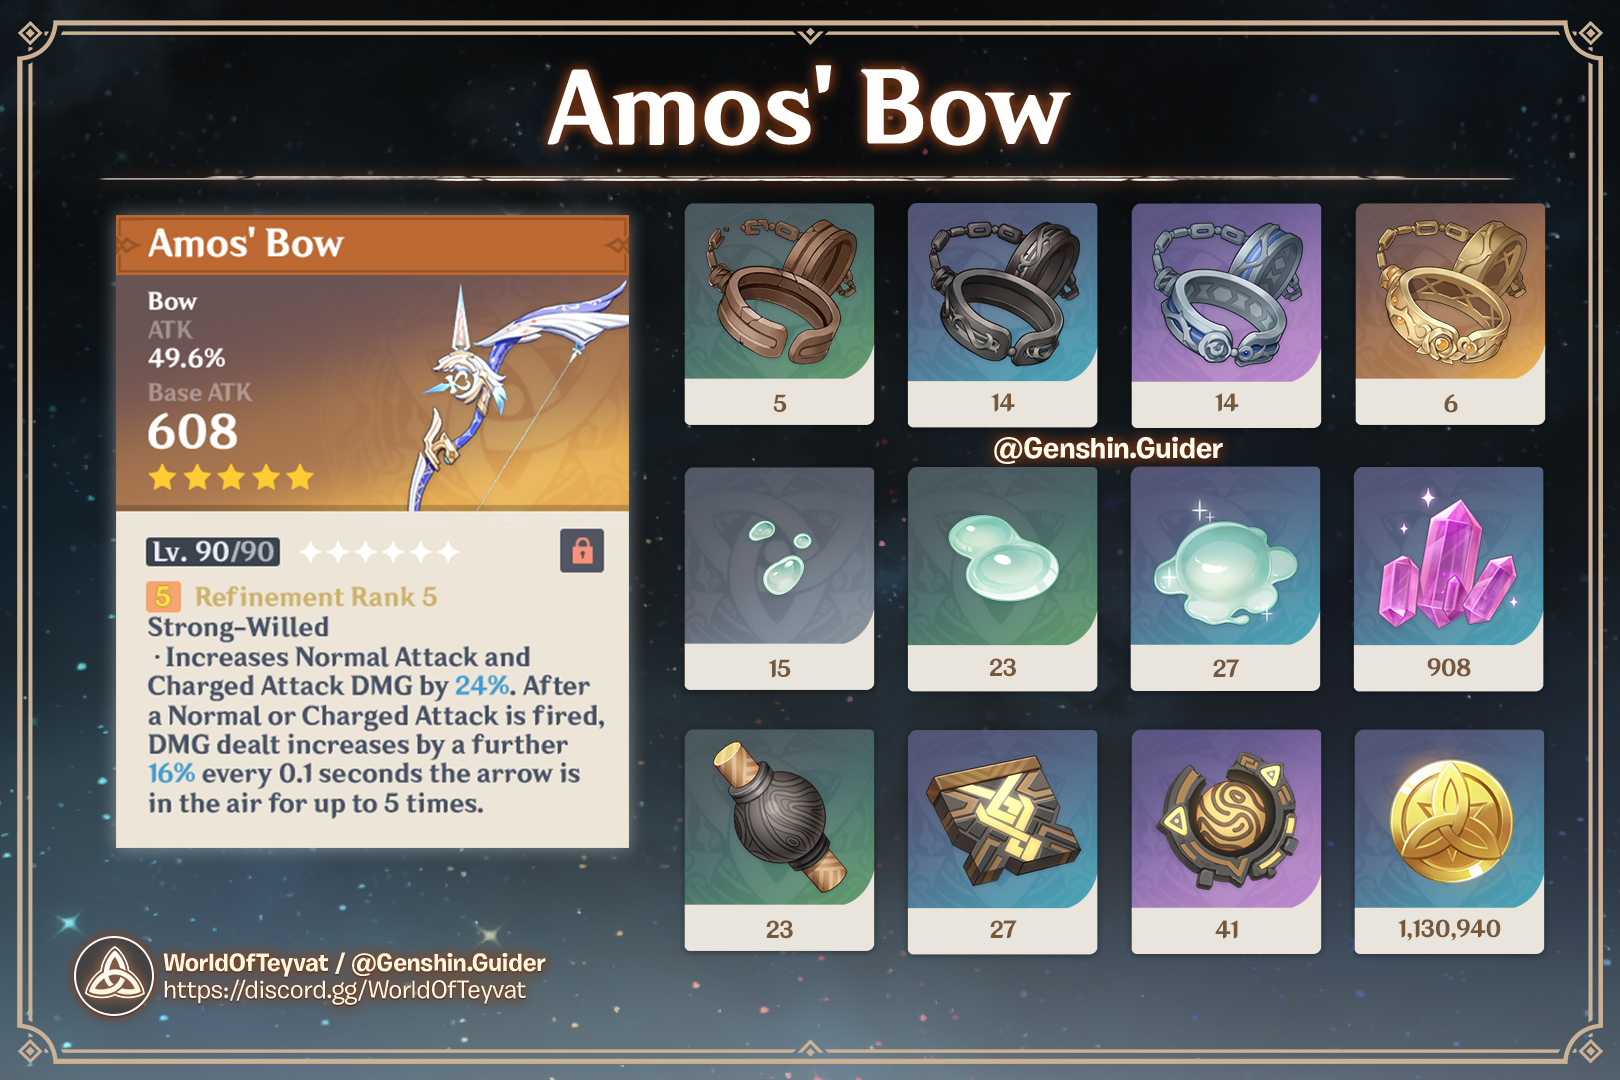 Amos' Bow
Amos' Bow
Bow
ATK
49.6%
Base ATK
608
Lv. 90/90
5 Refinement Rank 5
Strong-Willed
· Increases Normal Attack and
Charged Attack DMG by 24%. After
a Normal or Charged Attack is fired,
DMG dealt increases by a further
16% every 0.1 seconds the arrow is
in the air for up to 5 times.
5
14
14
6
@Genshin.Guider
15
23
27
908
23
27
41
1,130,940
WorldOfTeyvat / @Genshin.Guider
https://discord.gg/WorldOfTeyvat